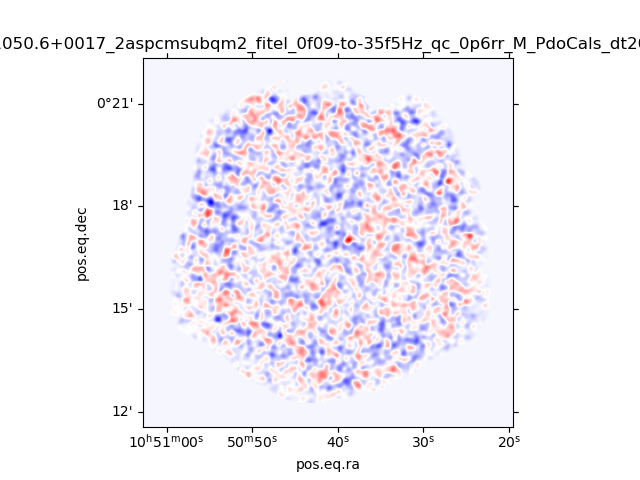 1050.6+0017_2aspcmsubqm2_fitel_0f09-to-35f5Hz_qc_0p6rr_M_PdoCals_dt20
0°21'
18'
15'
12'
pos.eq.dec
10ʰ51ᵐ00ˢ 50ᵐ50ˢ 40ˢ 30ˢ 20ˢ
pos.eq.ra